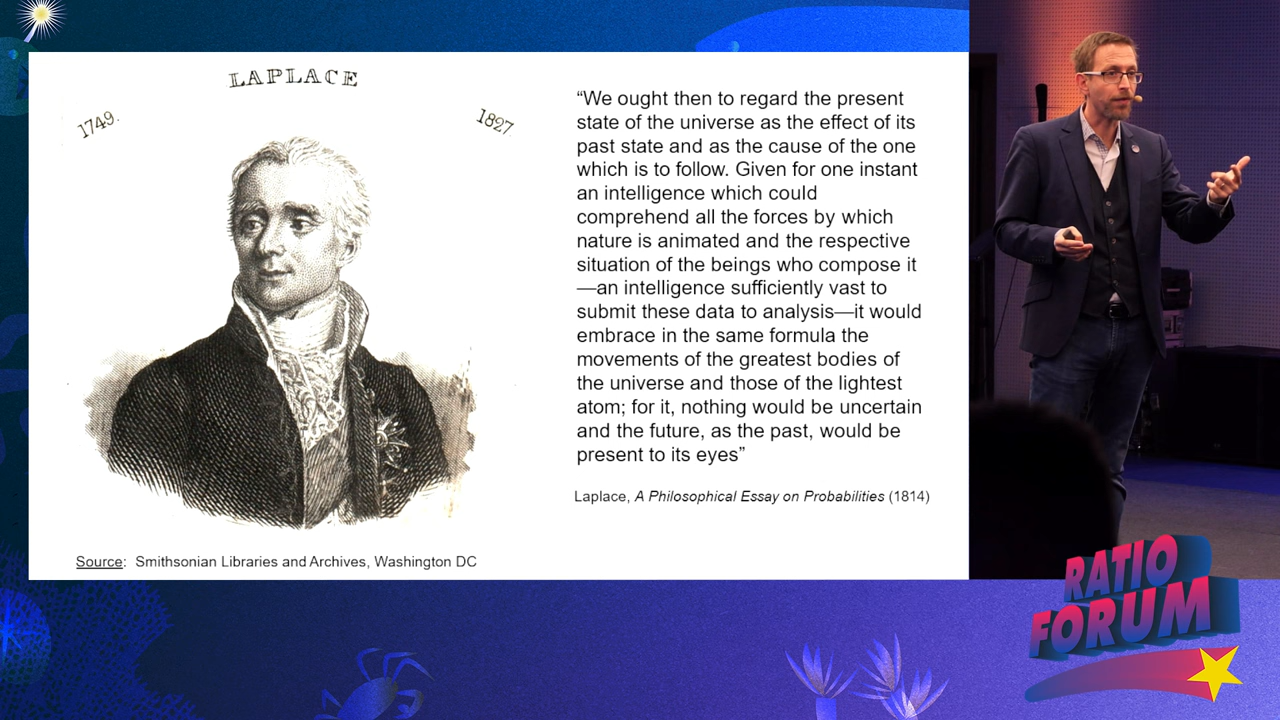 LAPLACE
1749.
1827
“We ought then to regard the present
state of the universe as the effect of its
past state and as the cause of the one
which is to follow. Given for one instant
an intelligence which could
comprehend all the forces by which
nature is animated and the respective
situation of the beings who compose it
—an intelligence sufficiently vast to
submit these data to analysis—it would
embrace in the same formula the
movements of the greatest bodies of
the universe and those of the lightest
atom; for it, nothing would be uncertain
and the future, as the past, would be
present to its eyes”
Laplace, A Philosophical Essay on Probabilities (1814)
Source: Smithsonian Libraries and Archives, Washington DC
RATIO
FORUM